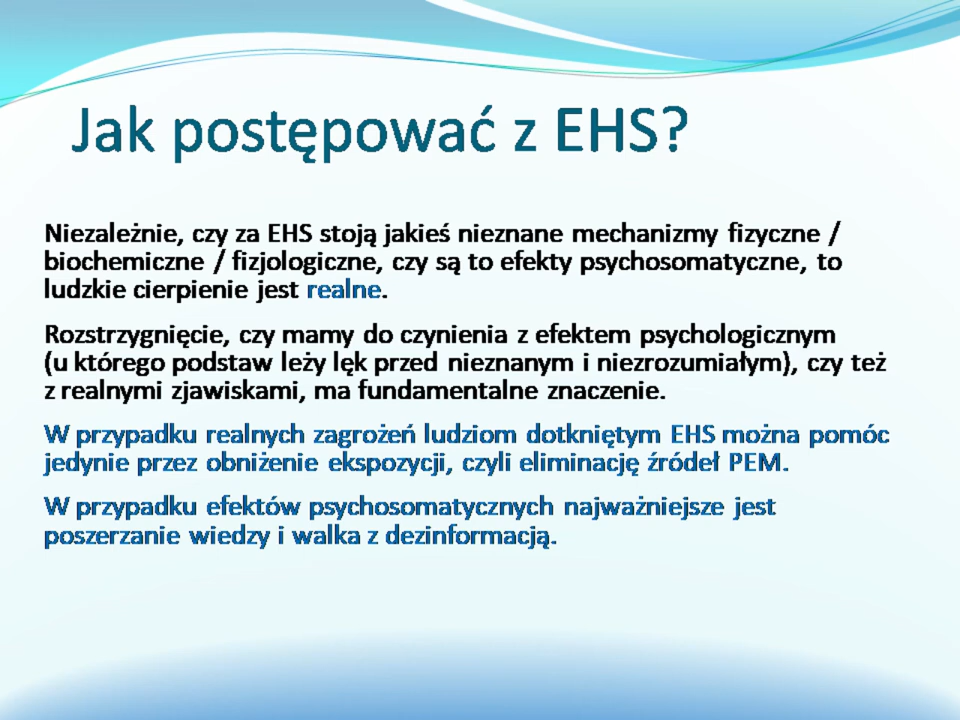 Jak postępować z EHS?
Niezależnie, czy za EHS stoją jakieś nieznane mechanizmy fizyczne /
biochemiczne / fizjologiczne, czy są to efekty psychosomatyczne, to
ludzkie cierpienie jest realne.
Rozstrzygnięcie, czy mamy do czynienia z efektem psychologicznym
(u którego podstaw leży lęk przed nieznanym i niezrozumiałym), czy też
z realnymi zjawiskami, ma fundamentalne znaczenie.
W przypadku realnych zagrożeń ludziom dotkniętym EHS można pomóc
jedynie przez obniżenie ekspozycji, czyli eliminację źródeł PEM.
W przypadku efektów psychosomatycznych najważniejsze jest
poszerzanie wiedzy i walka z dezinformacją.